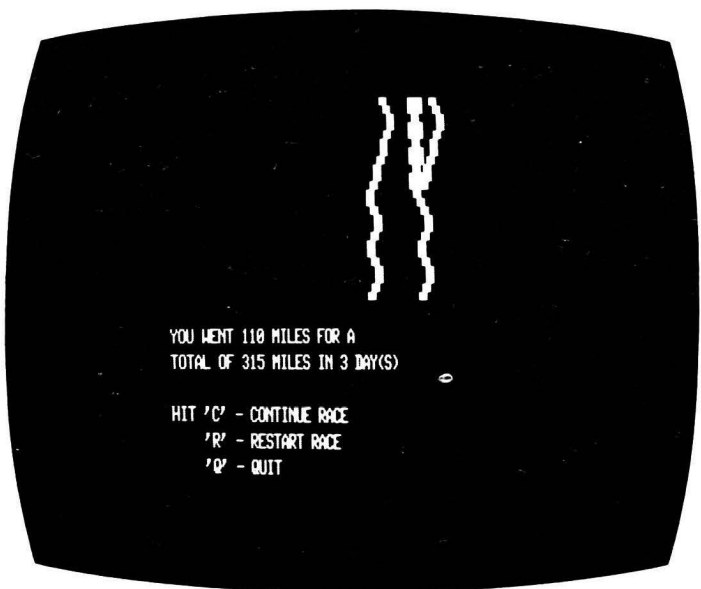 YOU WENT 110 MILES FOR A
TOTAL OF 315 MILES IN 3 DAY(S)
HIT 'C' - CONTINUE RACE
'R' - RESTART RACE
'Q' - QUIT